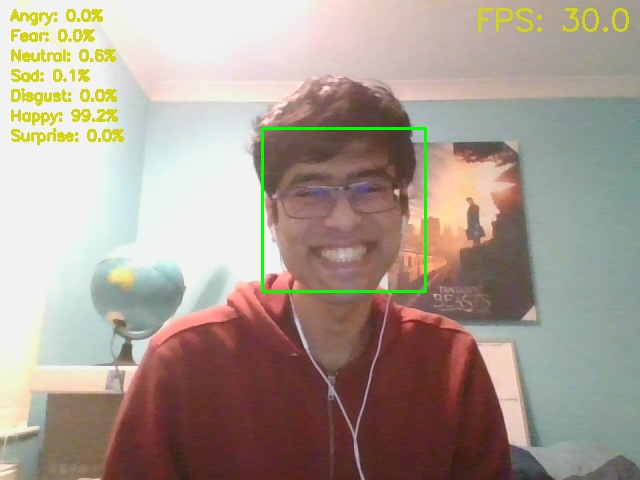 Angry: 0.0%
Fear: 0.0%
Neutral: 0.6%
Sad: 0.1%
Disgust: 0.0%
Happy: 99.2%
Surprise: 0.0%
FPS: 30.0
FANTASTIC
BEASTS